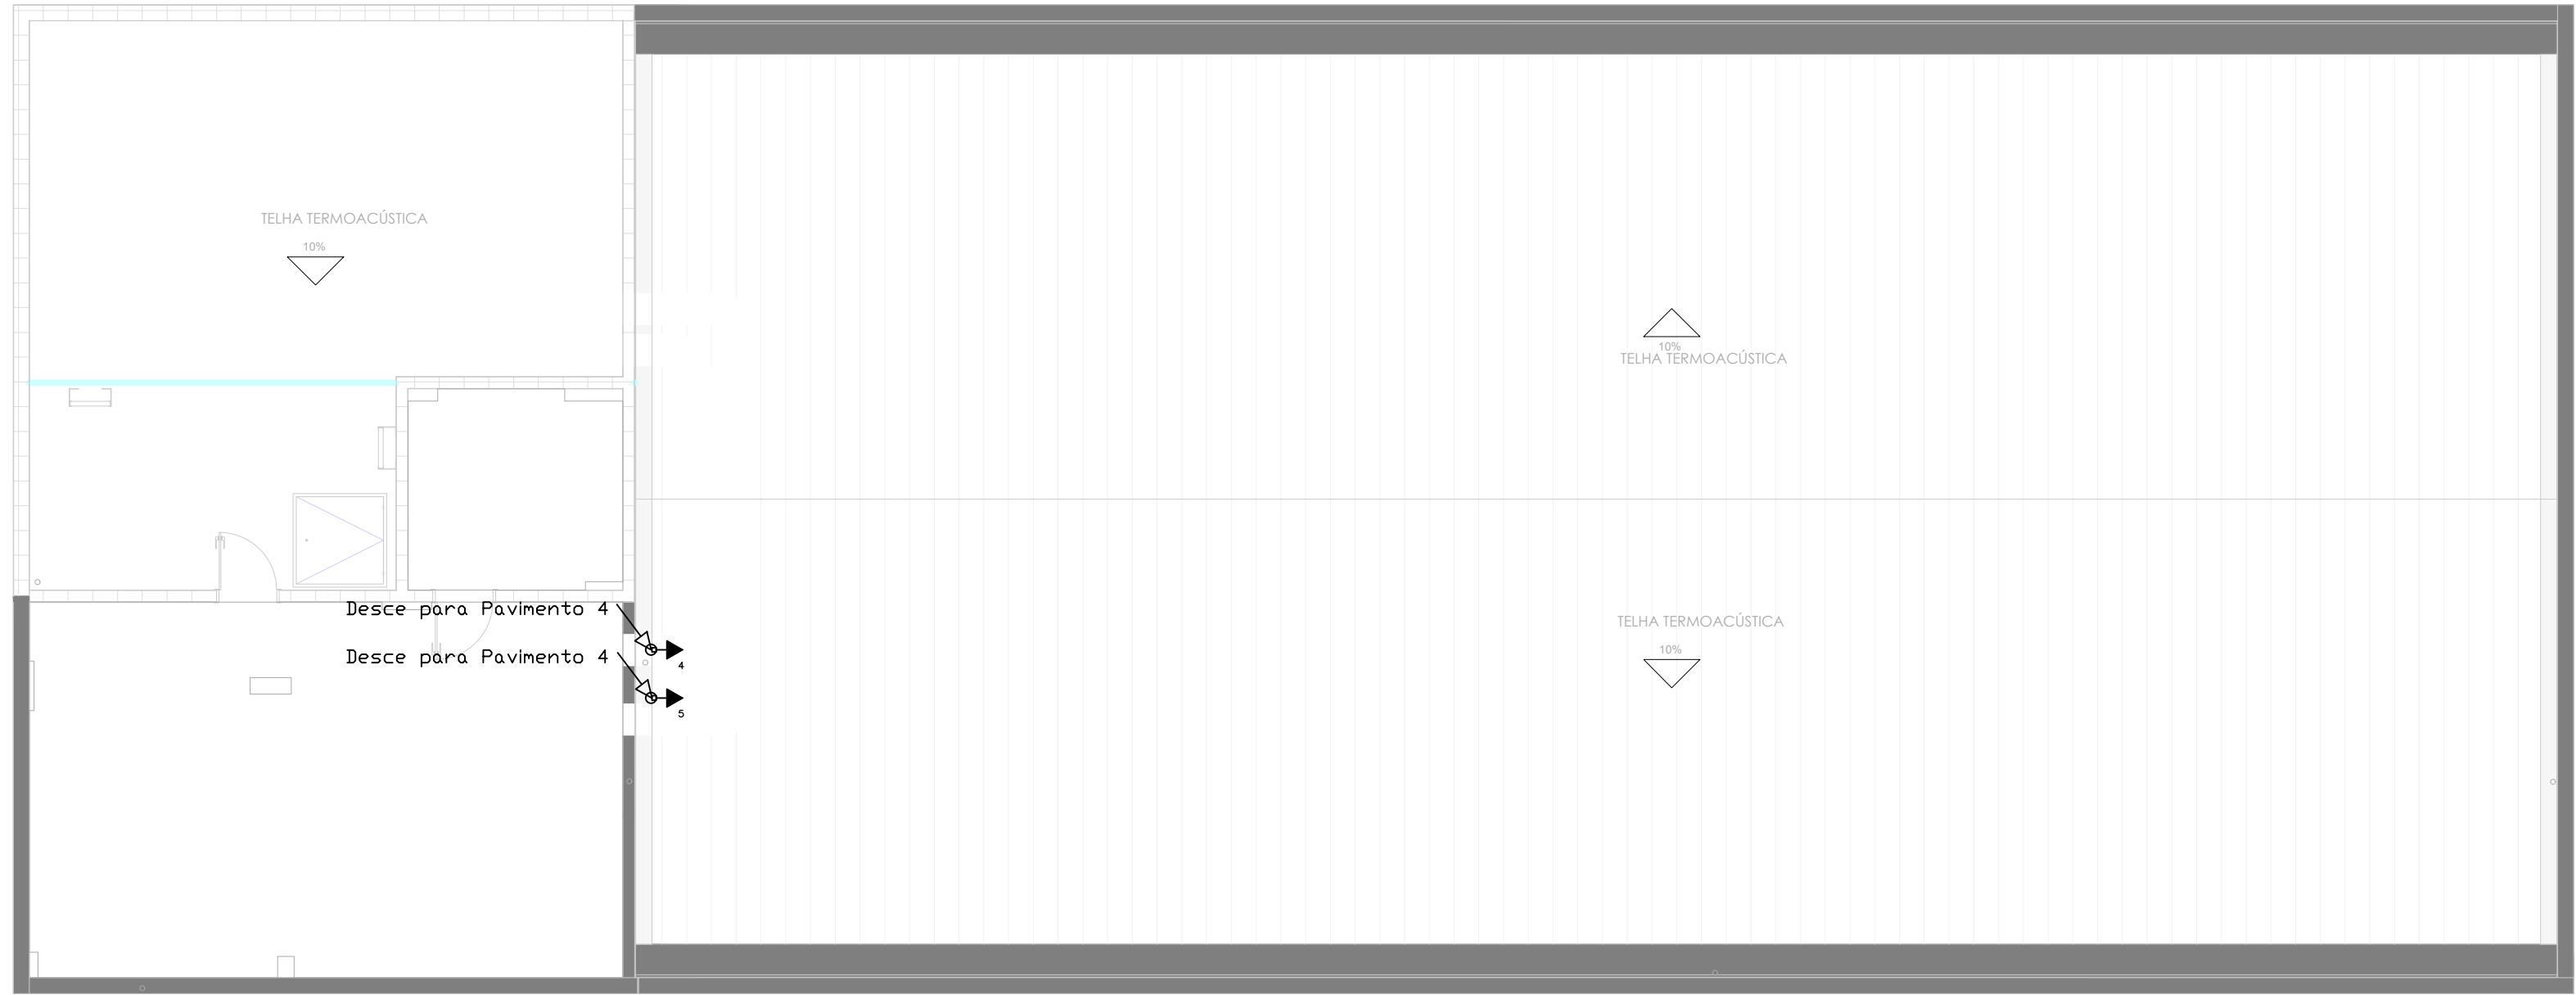 TELHA TERMOACÚSTICA
10%
10%
TELHA TERMOACÚSTICA
Desce para Pavimento 4
4
Desce para Pavimento 4
5
TELHA TERMOACÚSTICA
10%